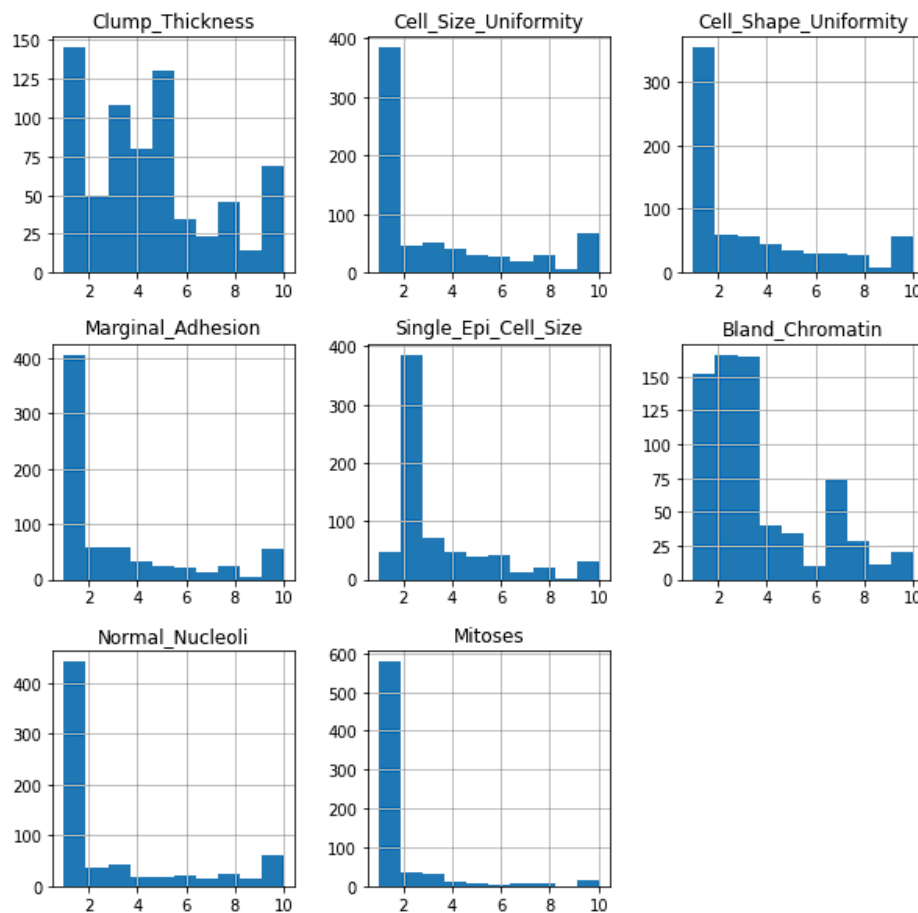 Clump_Thickness
150
125
100
75
50
25
0
2 4 6 8 10
Cell_Size_Uniformity
400
300
200
100
0
2 4 6 8 10
Cell_Shape_Uniformity
300
200
100
0
2 4 6 8 10
Marginal_Adhesion
400
300
200
100
0
2 4 6 8 10
Single_Epi_Cell_Size
400
300
200
100
0
2 4 6 8 10
Bland_Chromatin
150
125
100
75
50
25
0
2 4 6 8 10
Normal_Nucleoli
400
300
200
100
0
2 4 6 8 10
Mitoses
600
500
400
300
200
100
0
2 4 6 8 10